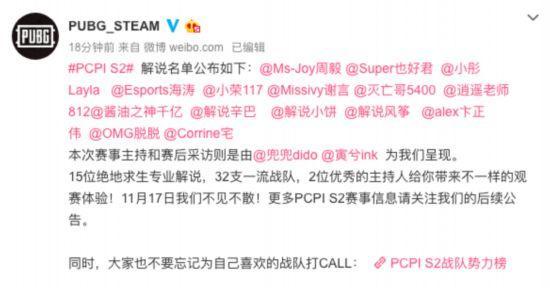 PUBG
PUBG_STEAM
18分钟前 来自 微博 weibo.com 已编辑
#PCPI S2# 解说名单公布如下：@Ms-Joy周毅 @Super也好君 @小彤
Layla @Esports海涛 @小荣117 @Missivy谢言 @灭亡哥5400 @逍遥老师
812@酱油之神千亿 @解说辛巴 @解说小饼 @解说风筝 @alex卞正
伟 @OMG脱脱 @Corrine宅
本次赛事主持和赛后采访则是由@兜兜dido @寅兮ink 为我们呈现。
15位绝地求生专业解说，32支一流战队，2位优秀的主持人给你带来不一样的观
赛体验！11月17日我们不见不散！更多PCPI S2赛事信息请关注我们的后续公
告。
同时，大家也不要忘记为自己喜欢的战队打CALL： PCPI S2战队势力榜